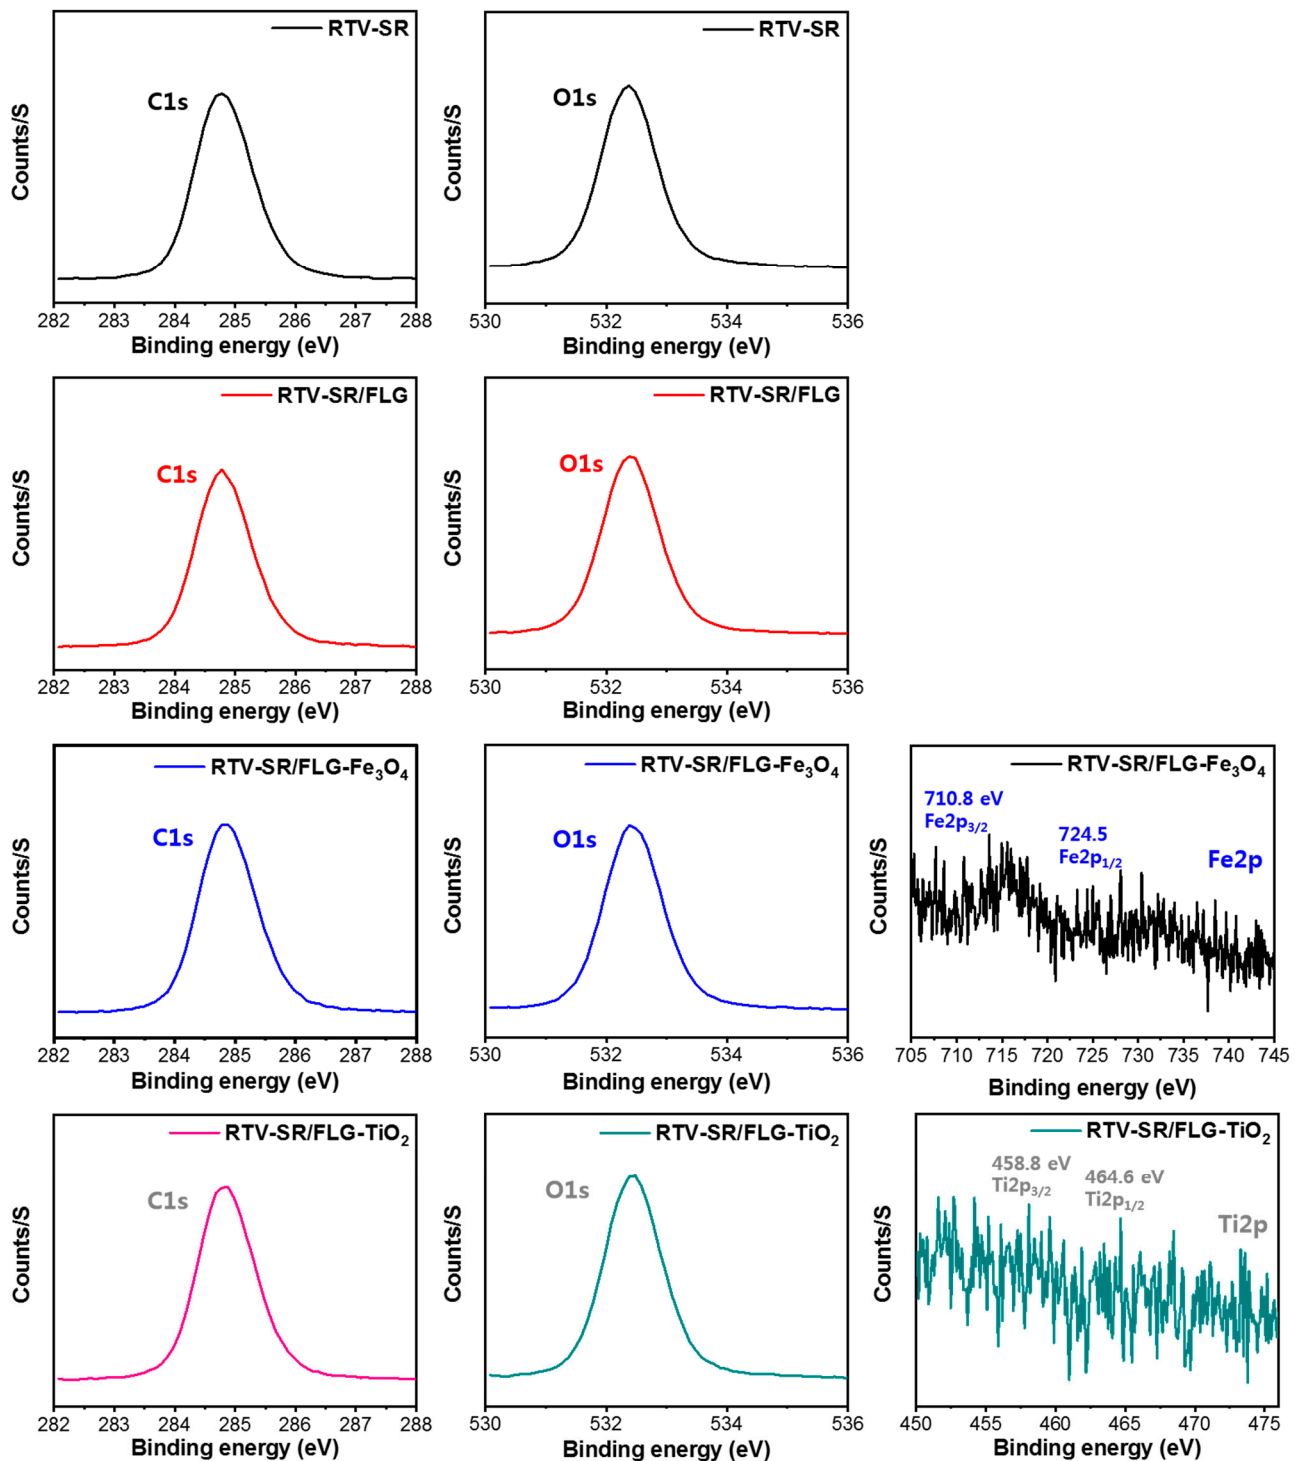 RTV-SR
C1s
Counts/S
282 283 284 285 286 287 288
Binding energy (eV)
RTV-SR
O1s
Counts/S
530 532 534 536
Binding energy (eV)
RTV-SR/FLG
C1s
Counts/S
282 283 284 285 286 287 288
Binding energy (eV)
RTV-SR/FLG
O1s
Counts/S
530 532 534 536
Binding energy (eV)
RTV-SR/FLG-Fe₃O₄
C1s
Counts/S
282 283 284 285 286 287 288
Binding energy (eV)
RTV-SR/FLG-Fe₃O₄
O1s
Counts/S
530 532 534 536
Binding energy (eV)
RTV-SR/FLG-Fe₃O₄
710.8 eV
Fe2p3/2
724.5
Fe2p1/2
Fe2p
Counts/S
705 710 715 720 725 730 735 740 745
Binding energy (eV)
RTV-SR/FLG-TiO₂
C1s
Counts/S
282 283 284 285 286 287 288
Binding energy (eV)
RTV-SR/FLG-TiO₂
O1s
Counts/S
530 532 534 536
Binding energy (eV)
RTV-SR/FLG-TiO₂
458.8 eV
Ti2p3/2
464.6 eV
Ti2p1/2
Ti2p
Counts/S
450 455 460 465 470 475
Binding energy (eV)